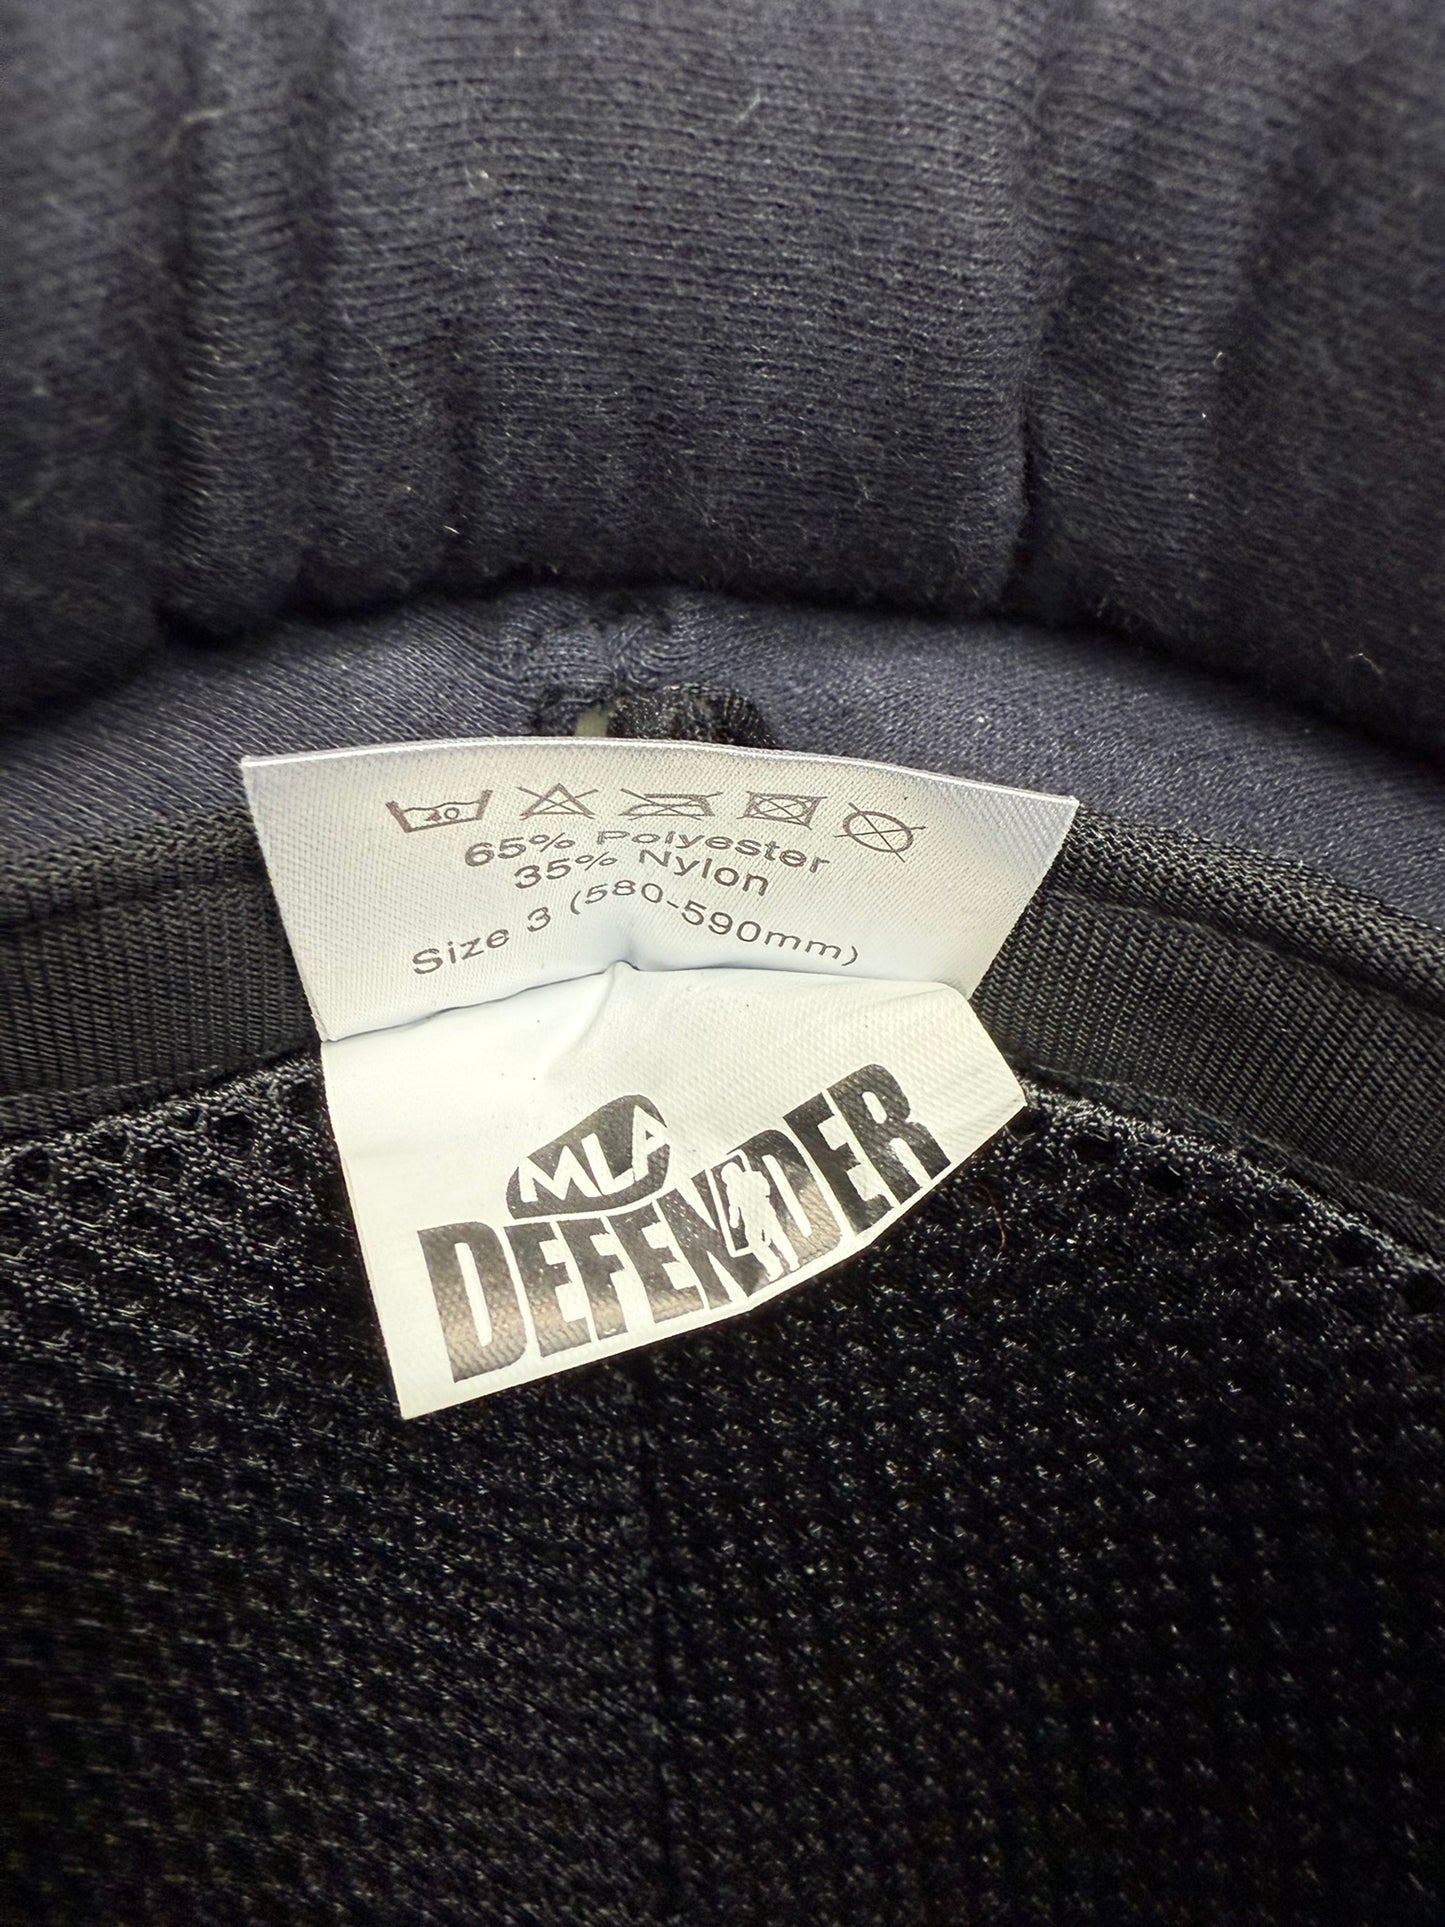 40
65% Polyester
35% Nylon
Size 3 (580-590mm)
MLA
DEFENDER